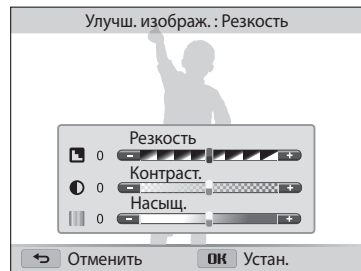 Улучш. изображ. : Резкость
Резкость
0 - +
Контраст.
0 - +
Насыщ.
0 - +
Отменить OK Устан.